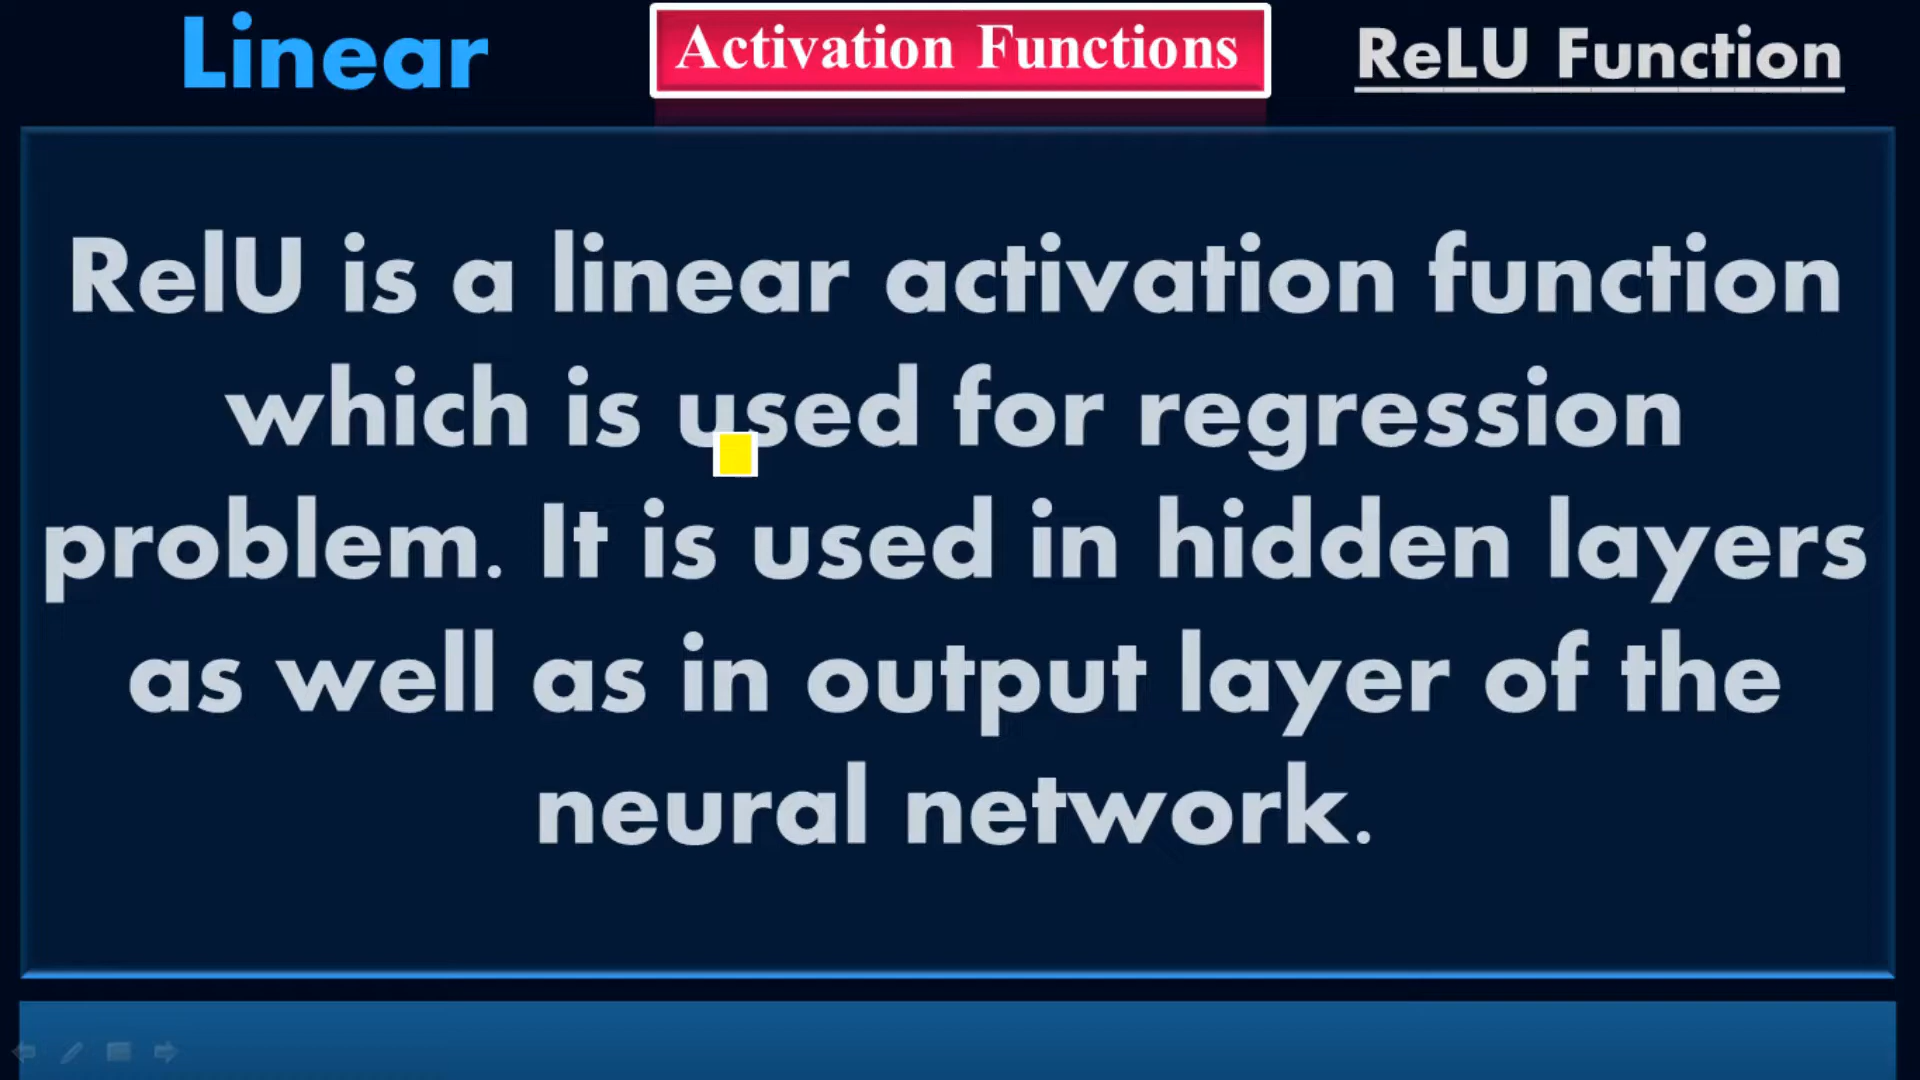 Linear
Activation Functions
ReLU Function
RelU is a linear activation function
which is used for regression
problem. It is used in hidden layers
as well as in output layer of the
neural network.